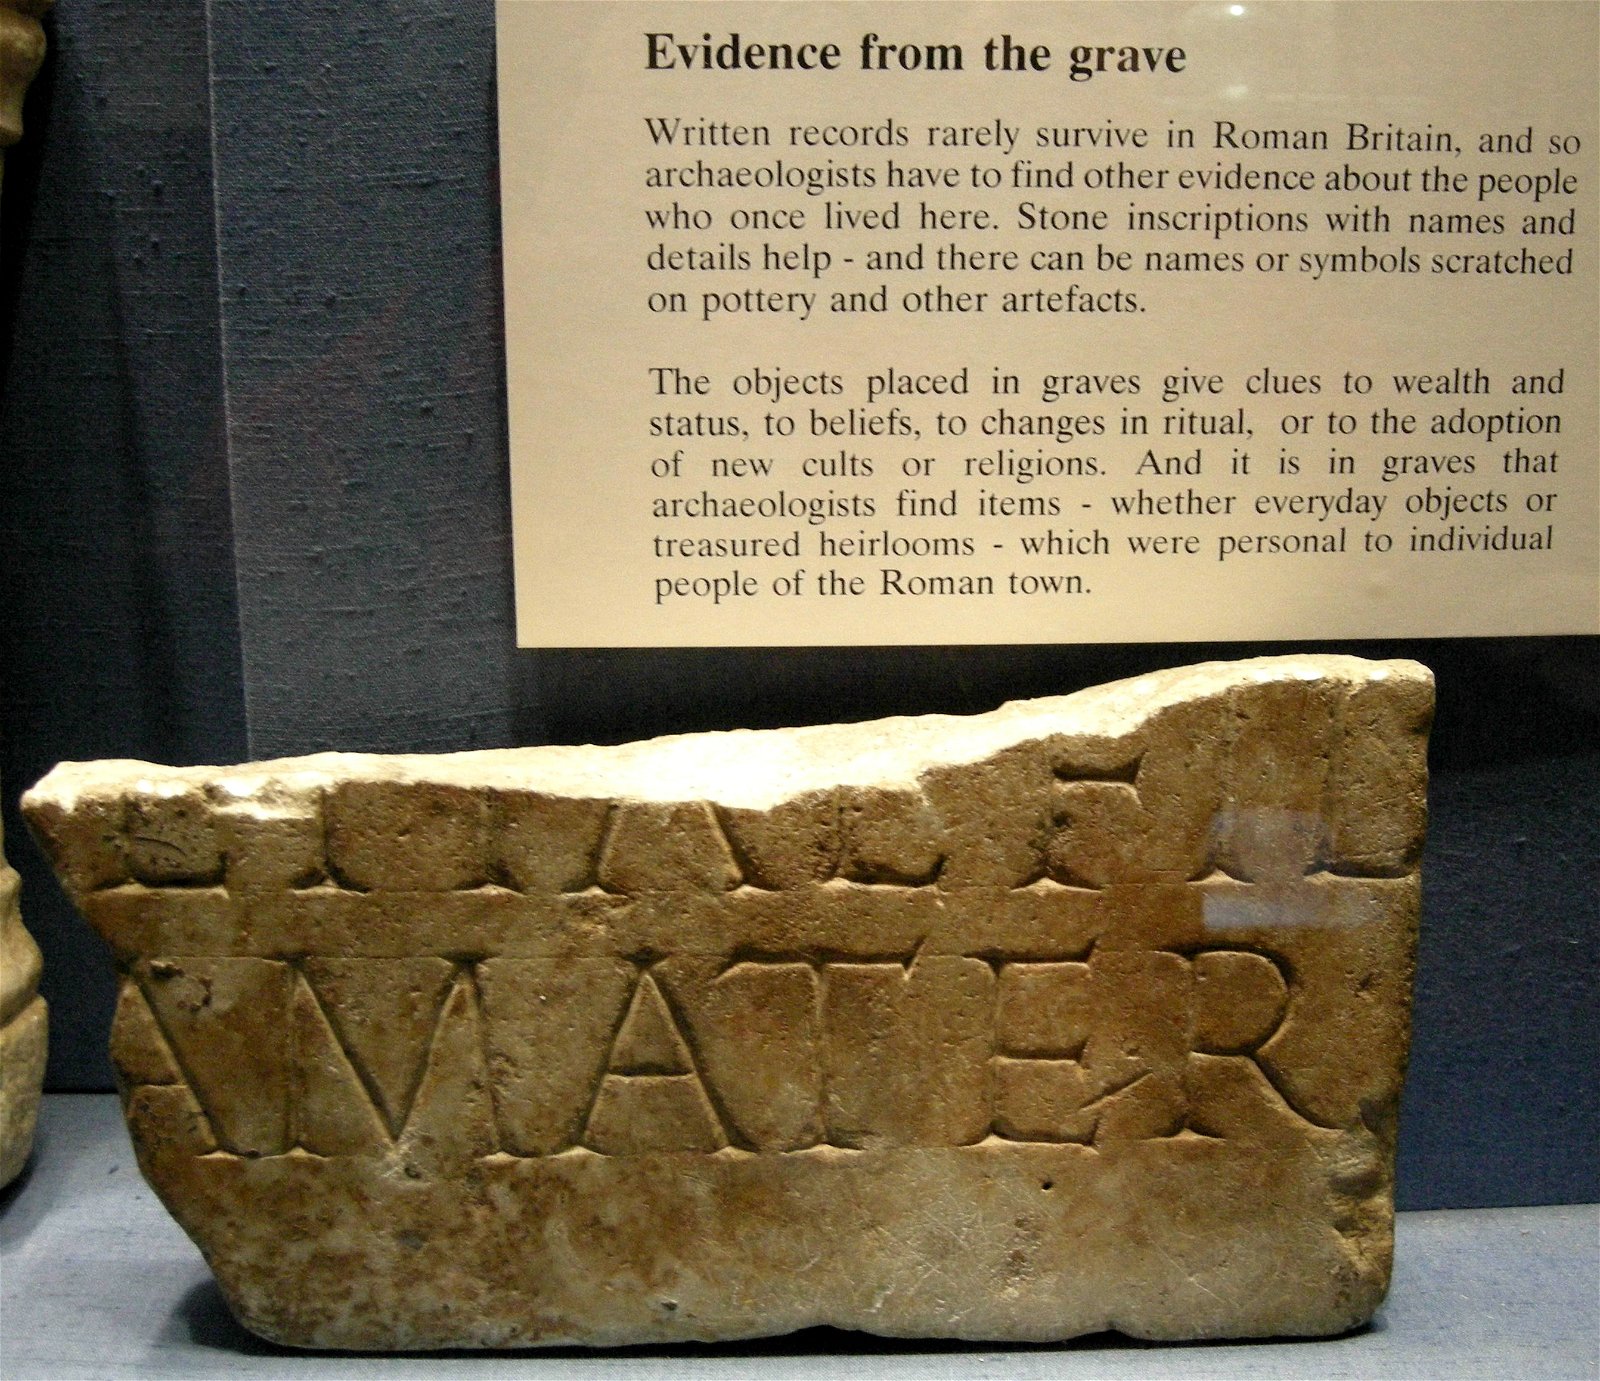 Evidence from the grave
Written records rarely survive in Roman Britain, and so
archaeologists have to find other evidence about the people
who once lived here. Stone inscriptions with names and
details help - and there can be names or symbols scratched
on pottery and other artefacts.
The objects placed in graves give clues to wealth and
status, to beliefs, to changes in ritual, or to the adoption
of new cults or religions. And it is in graves that
archaeologists find items - whether everyday objects or
treasured heirlooms - which were personal to individual
people of the Roman town.
FIL
A MATER